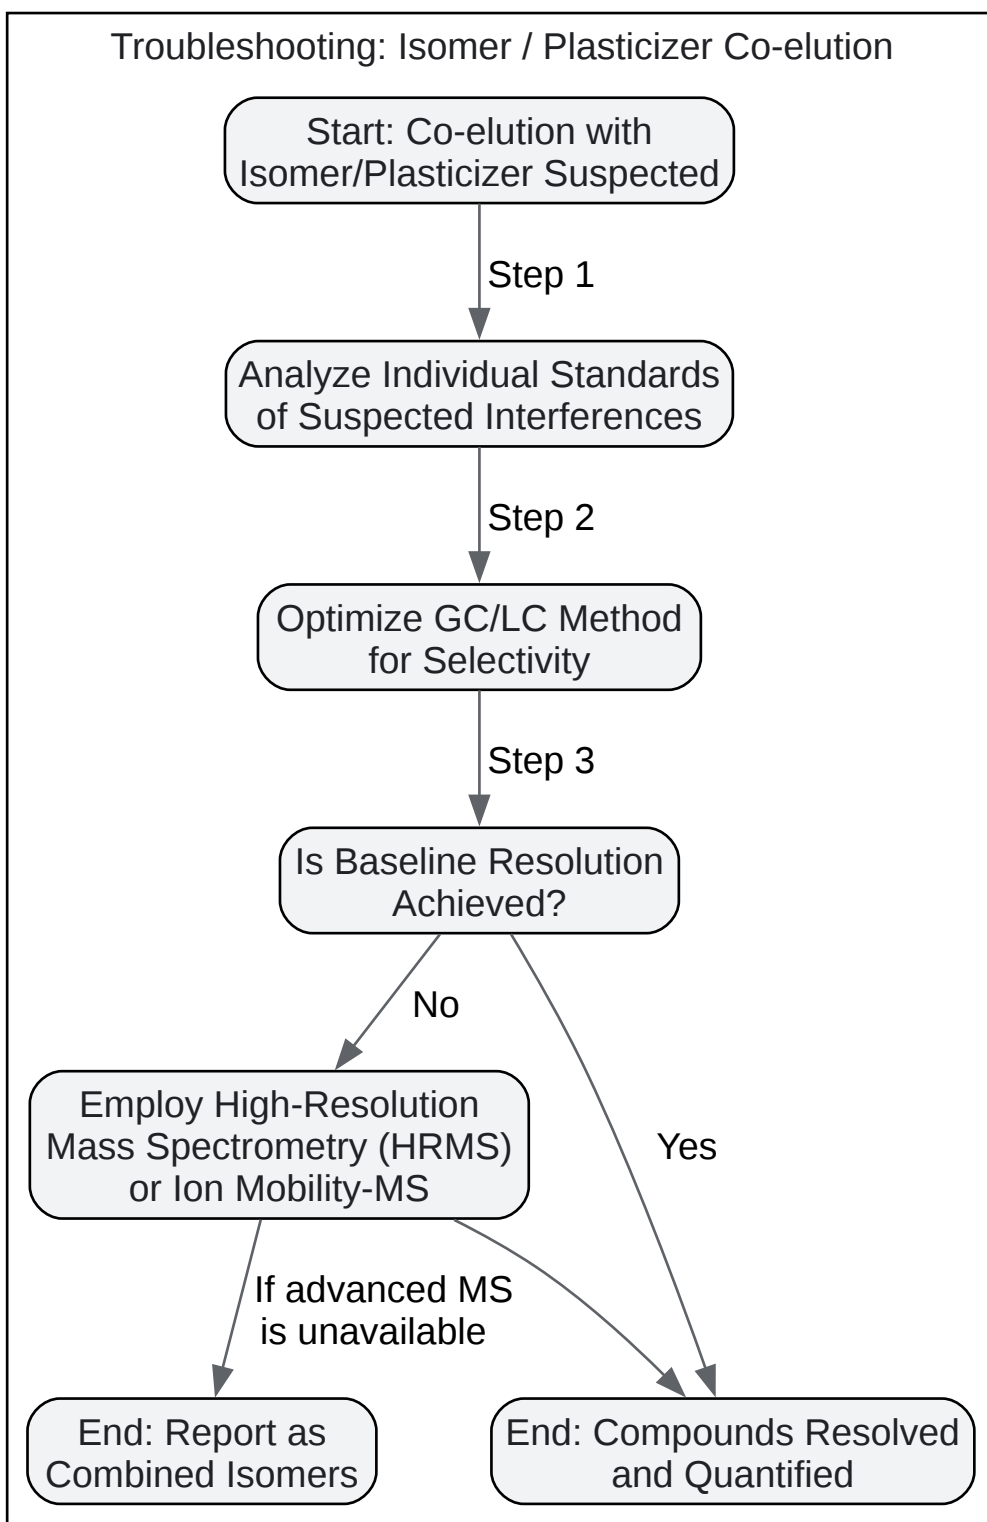 Troubleshooting: Isomer / Plasticizer Co-elution
Start: Co-elution with
Isomer/Plasticizer Suspected
Step 1
Analyze Individual Standards
of Suspected Interferences
Step 2
Optimize GC/LC Method
for Selectivity
Step 3
Is Baseline Resolution
Achieved?
No
Employ High-Resolution
Mass Spectrometry (HRMS)
or Ion Mobility-MS
Yes
If advanced MS
is unavailable
End: Report as
Combined Isomers
End: Compounds Resolved
and Quantified